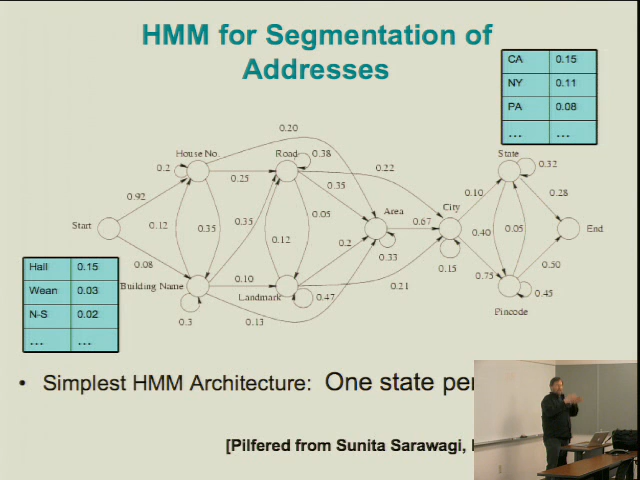 HMM for Segmentation of
Addresses
CA 0.15
NY 0.11
PA 0.08
... ...
0.20
House No.
Road
0.38
State
0.2
0.22
0.32
0.25
0.92
0.35
0.10
0.28
Start
0.12
0.35
0.35
0.05
Area
City
0.67
0.40
0.05
End
0.12
0.2
0.08
0.33
0.15
0.75
0.50
Building Name
0.10
Landmark
0.47
0.21
0.45
0.3
0.13
Pincode
Hall 0.15
Wean 0.03
N-S 0.02
... ...
• Simplest HMM Architecture: One state
[Pilfered from Sunita Sarawagi,